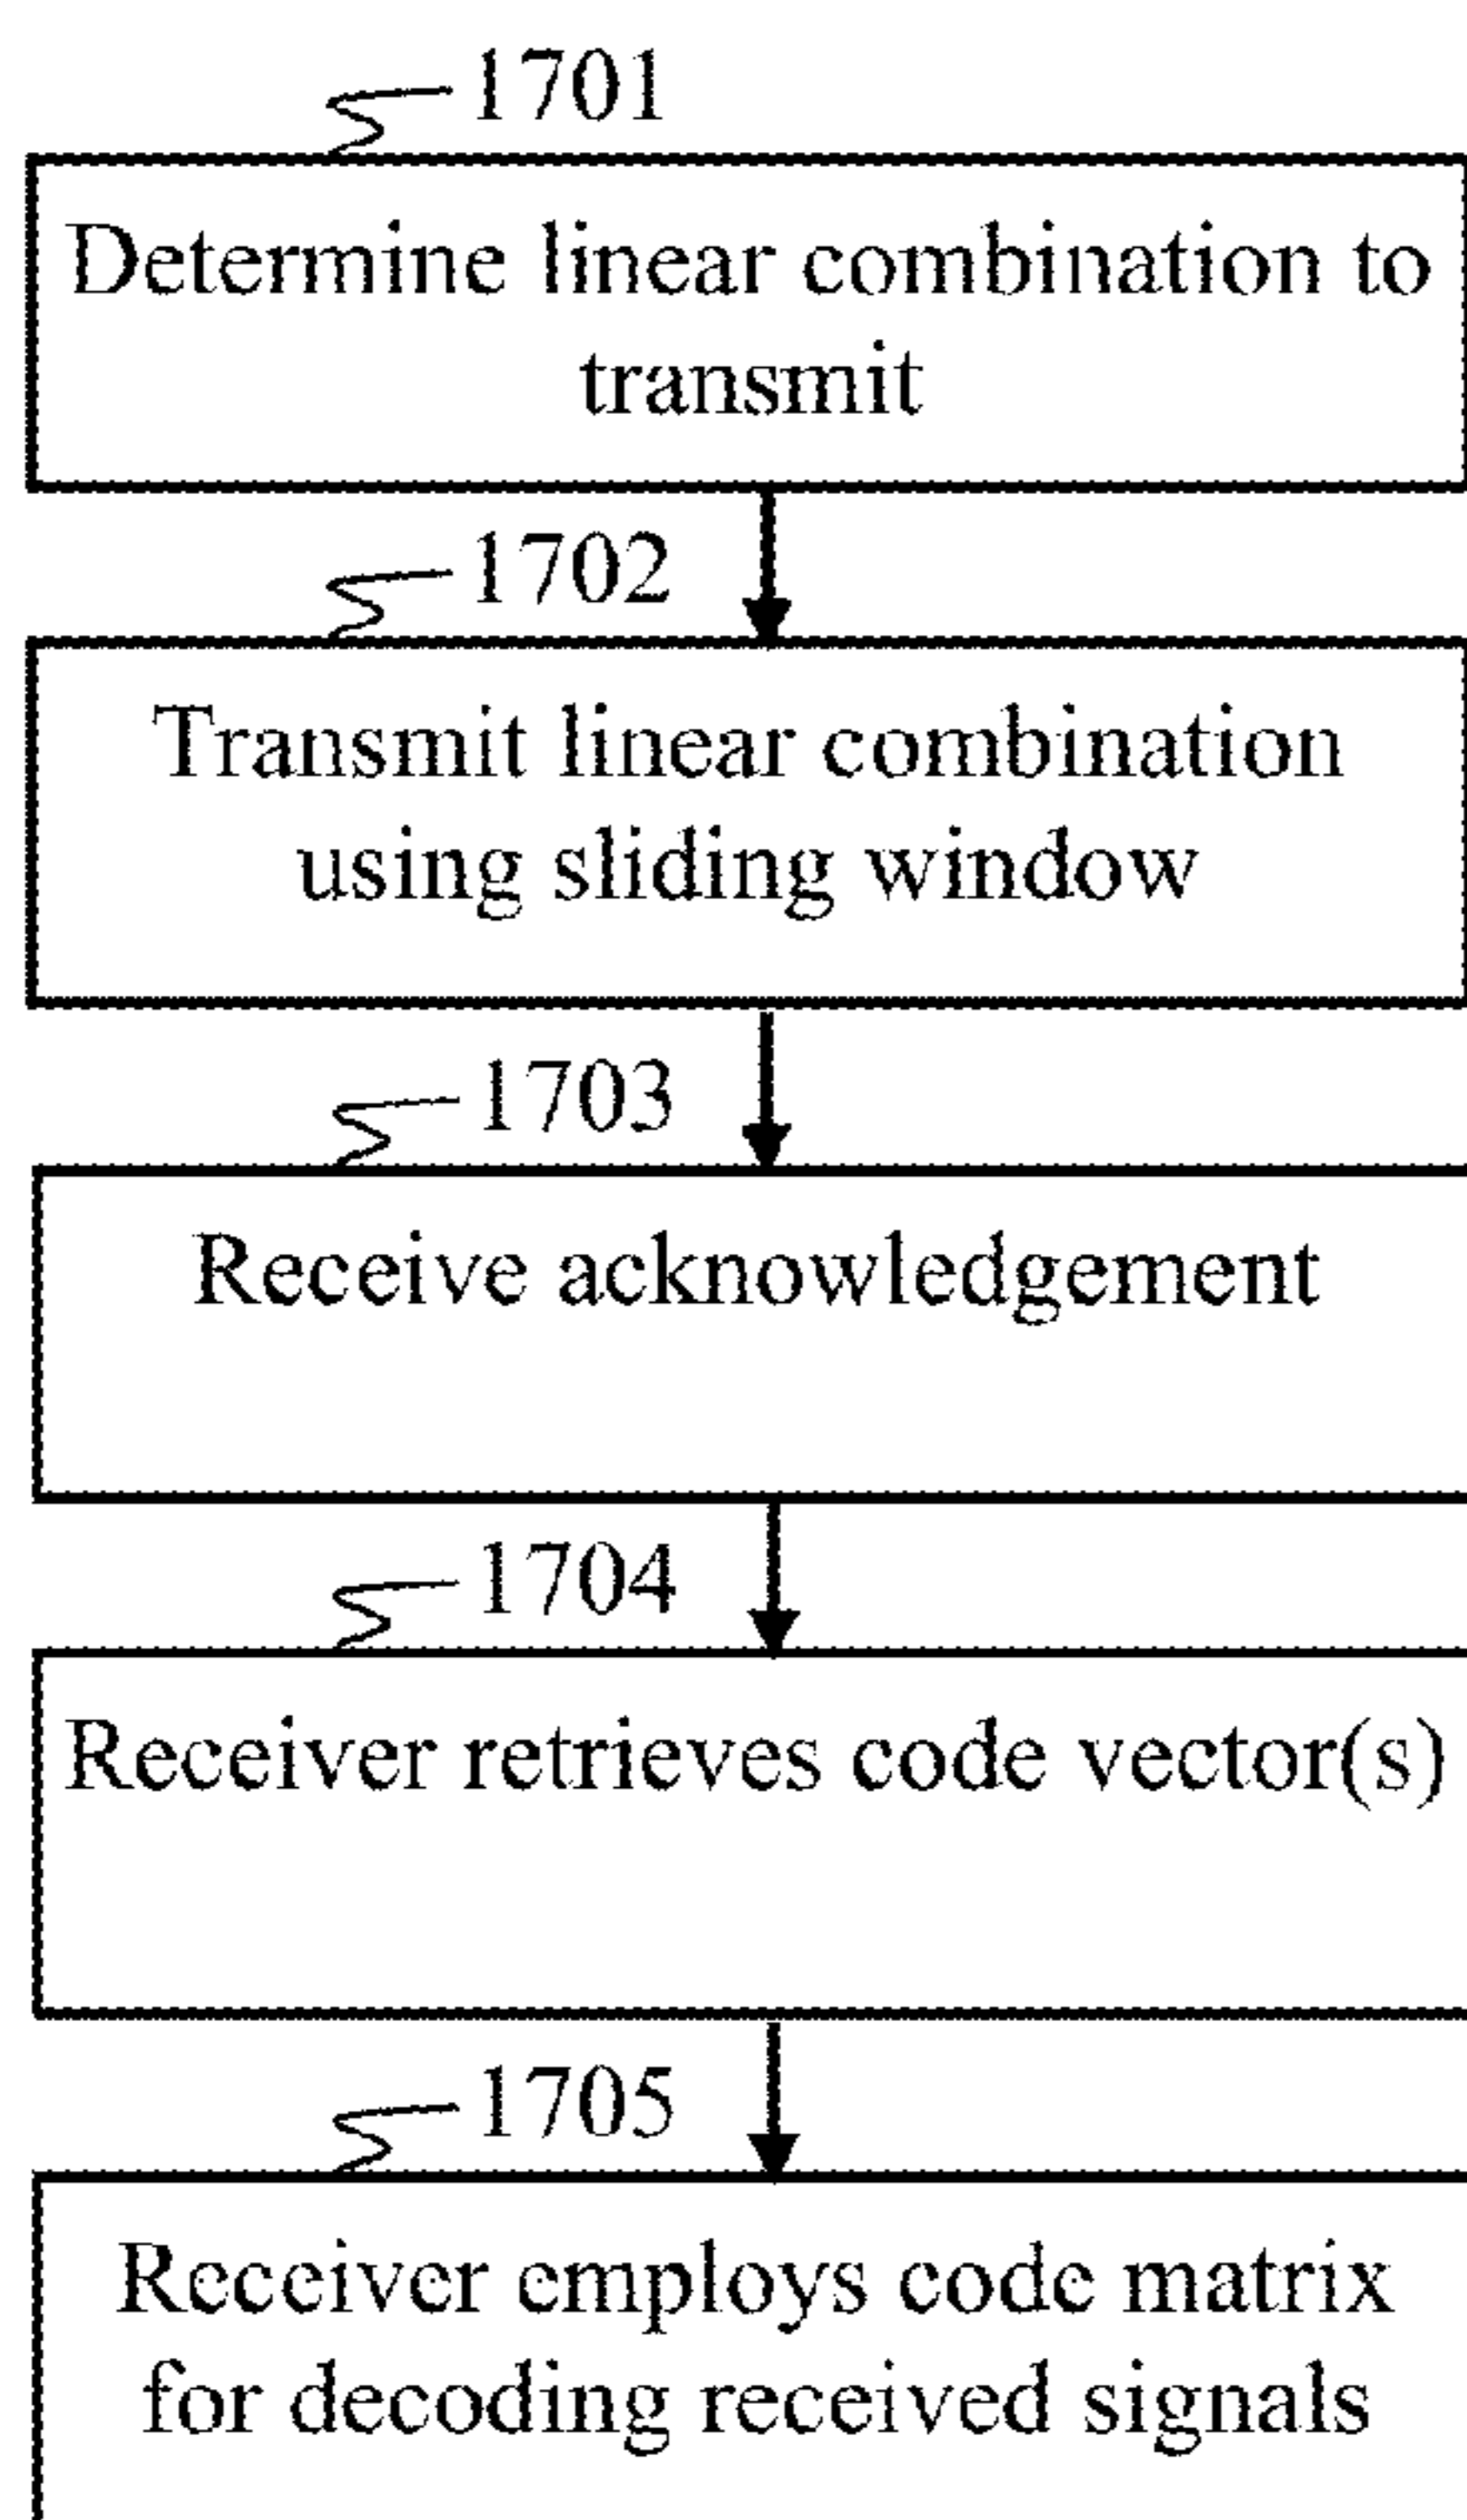 1701
Determine linear combination to
transmit
1702
Transmit linear combination
using sliding window
1703
Receive acknowledgement
1704
Receiver retrieves code vector(s)
1705
Receiver employs code matrix
for decoding received signals